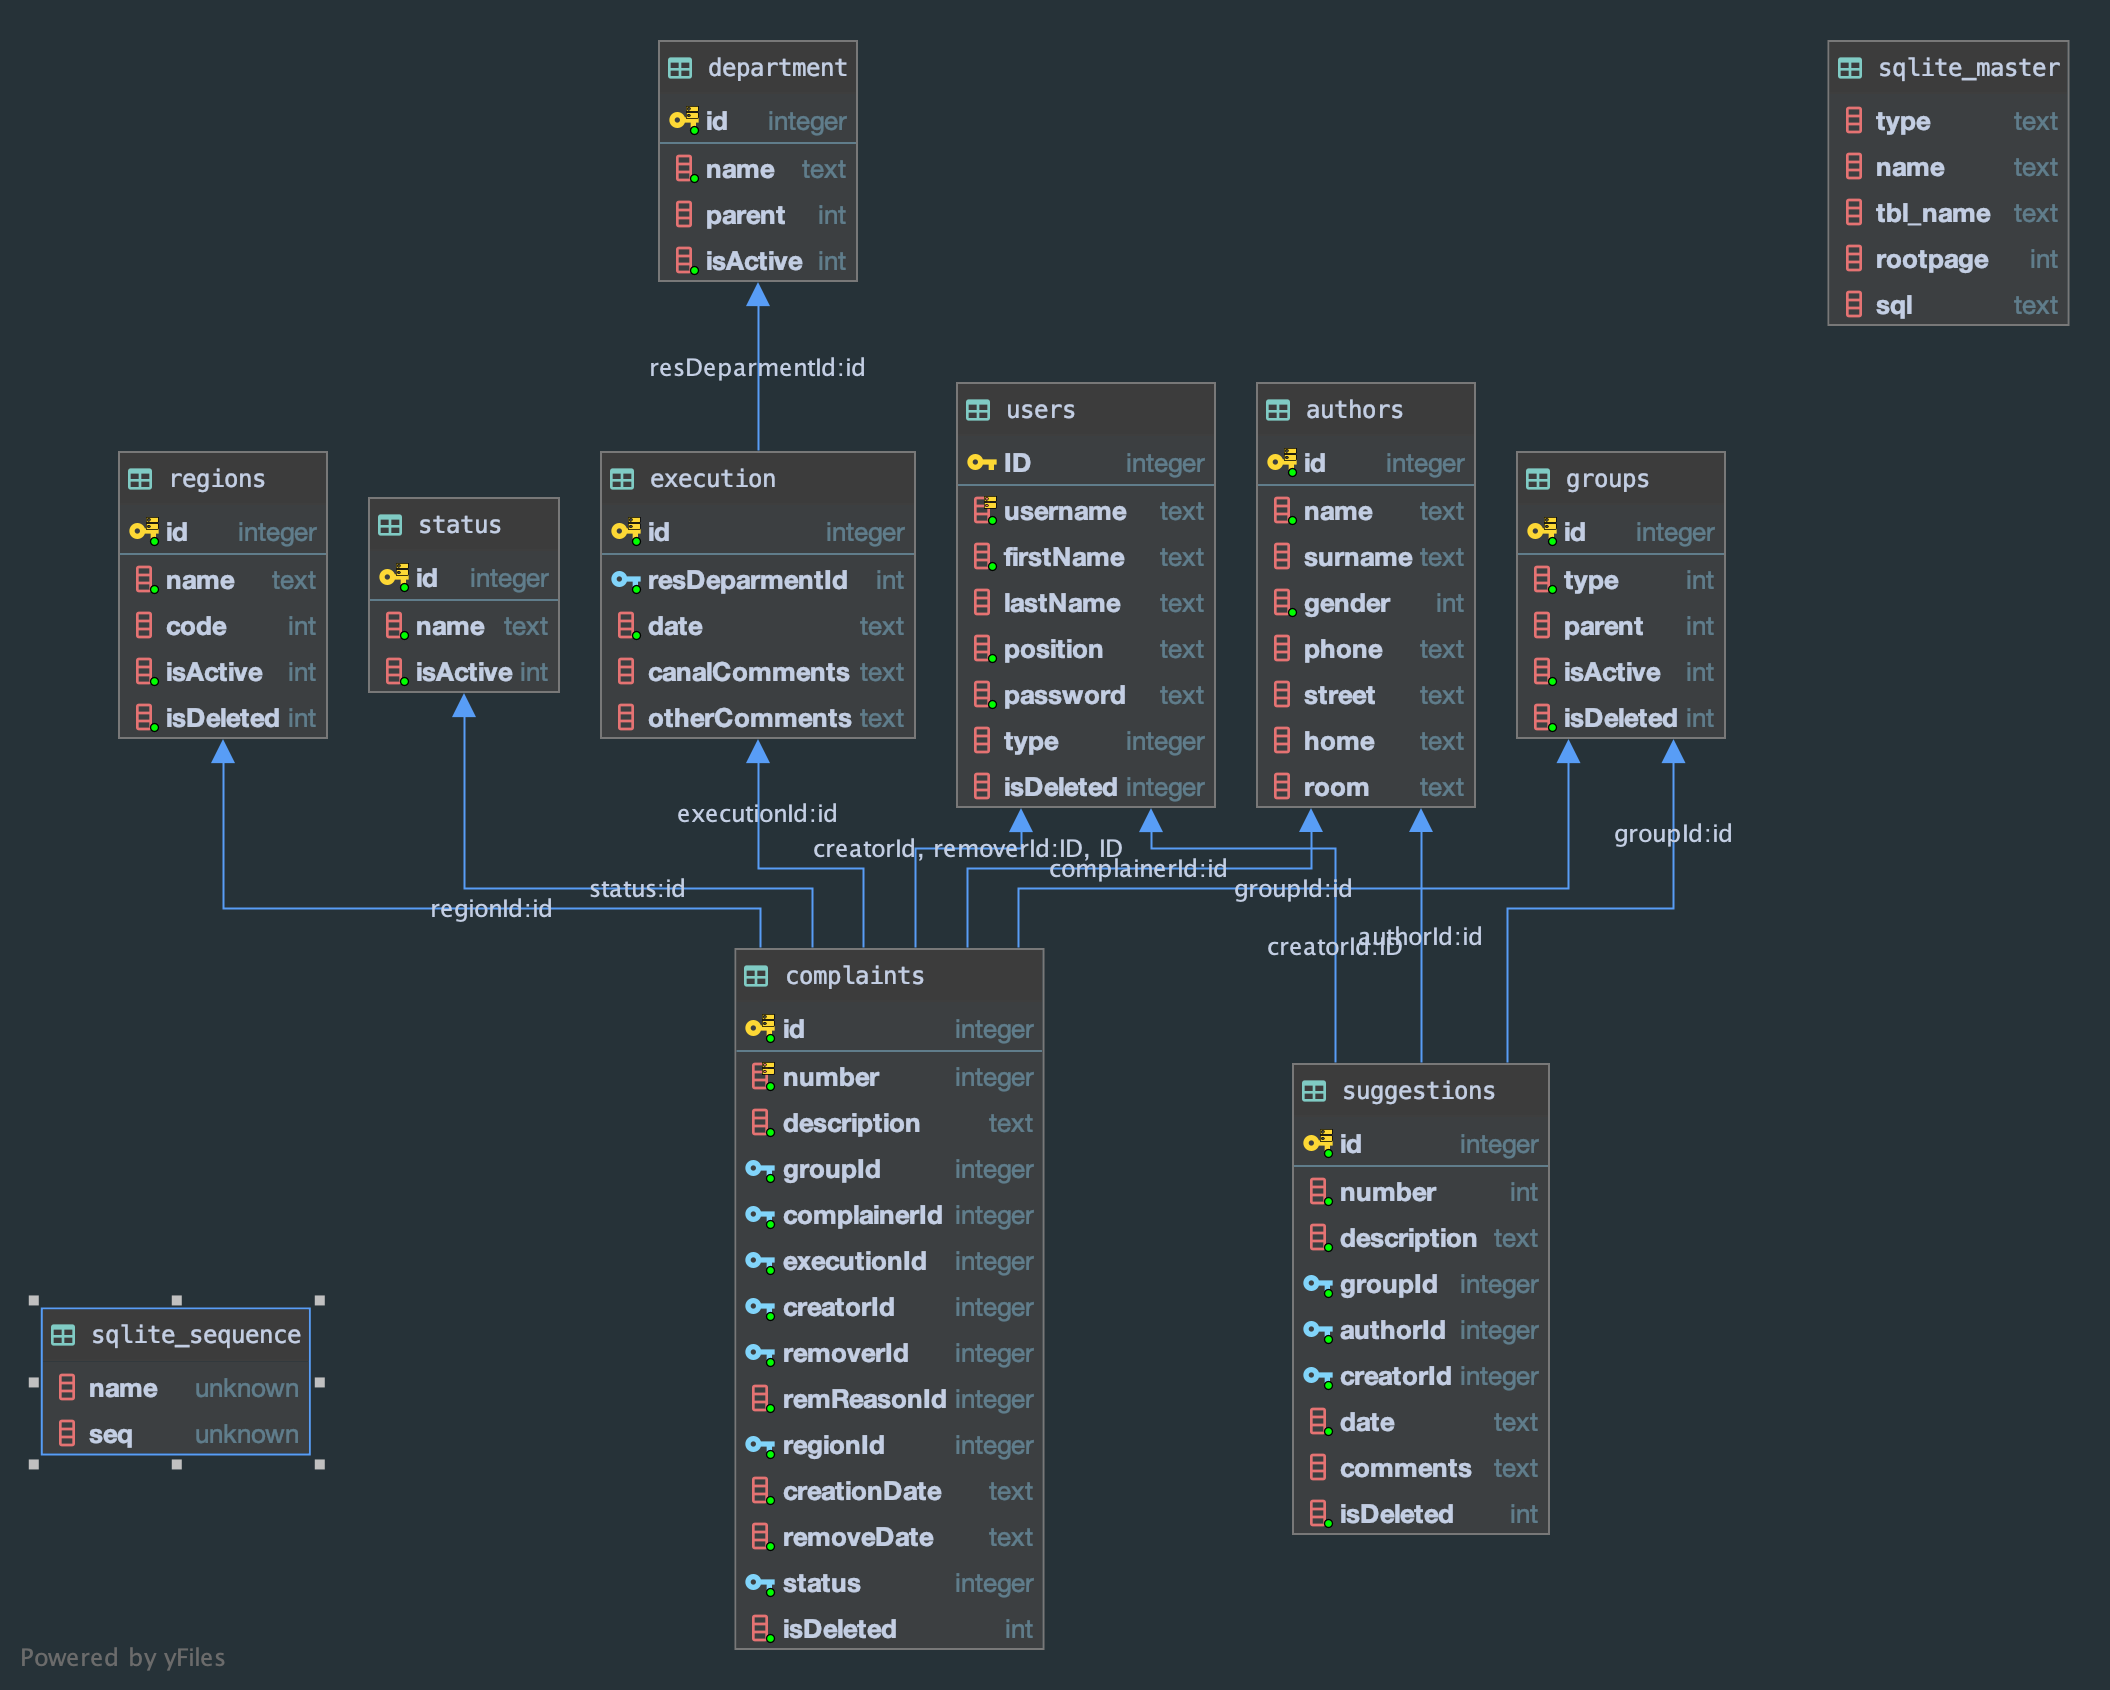 department
id integer
name text
parent int
isActive int
sqlite_master
type text
name text
tbl_name text
rootpage int
sql text
resDeparmentId:id
regions
id integer
name text
code int
isActive int
isDeleted int
status
id integer
name text
isActive int
execution
id integer
resDeparmentId int
date text
canalComments text
otherComments text
users
ID integer
username text
firstName text
lastName text
position text
password text
type integer
isDeleted integer
authors
id integer
name text
surname text
gender int
phone text
street text
home text
room text
groups
id integer
type int
parent int
isActive int
isDeleted int
executionId:id
creatorId, removerId:ID, ID
complainerId:id
groupId:id
groupId:id
status:id
regionId:id
creatorId:ID
authorId:id
complaints
id integer
number integer
description text
groupId integer
complainerId integer
executionId integer
creatorId integer
removerId integer
remReasonId integer
regionId integer
creationDate text
removeDate text
status integer
isDeleted int
suggestions
id integer
number int
description text
groupId integer
authorId integer
creatorId integer
date text
comments text
isDeleted int
sqlite_sequence
name unknown
seq unknown
Powered by yFiles